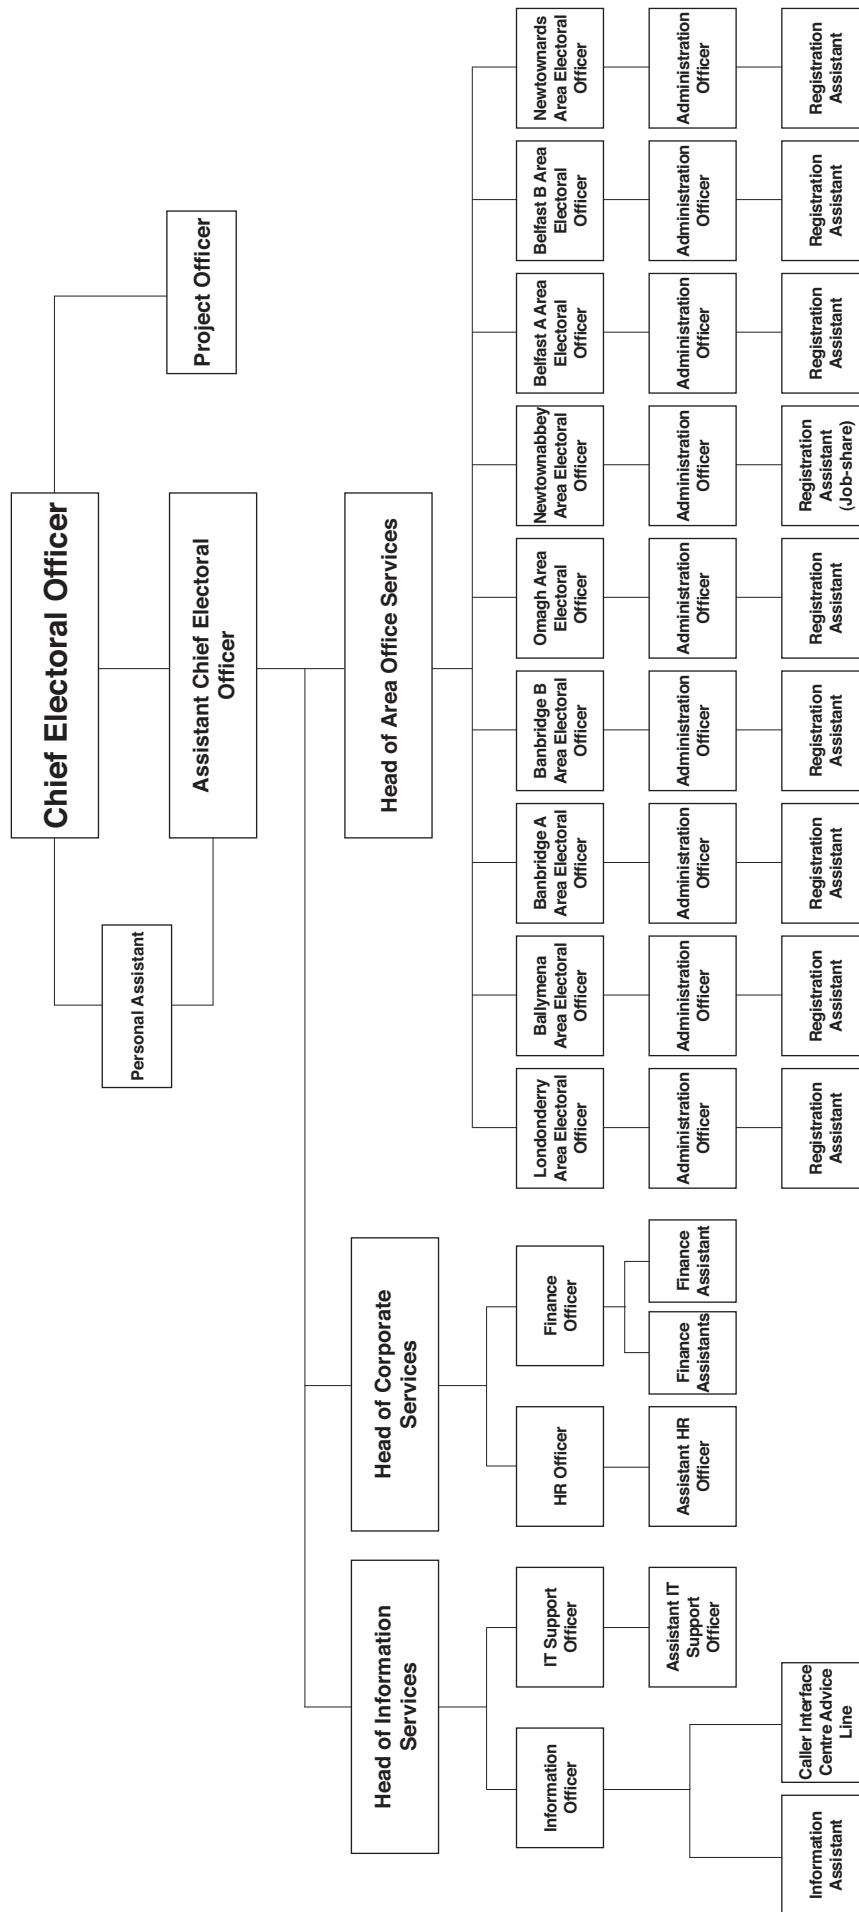 Chief Electoral Officer
Project Officer
Personal Assistant
Assistant Chief Electoral
Officer
Head of Information
Services
Head of Corporate
Services
Head of Area Office Services
Information
Officer
IT Support
Officer
HR Officer
Finance
Officer
Londonderry
Area Electoral
Officer
Ballymena
Area Electoral
Officer
Banbridge A
Area Electoral
Officer
Banbridge B
Area Electoral
Officer
Omagh Area
Electoral
Officer
Newtownabbey
Area Electoral
Officer
Belfast A Area
Electoral
Officer
Belfast B Area
Electoral
Officer
Newtownards
Area Electoral
Officer
Assistant IT
Support
Officer
Assistant HR
Officer
Finance
Assistants
Finance
Assistant
Administration
Officer
Administration
Officer
Administration
Officer
Administration
Officer
Administration
Officer
Administration
Officer
Administration
Officer
Administration
Officer
Administration
Officer
Information
Assistant
Caller Interface
Centre Advice
Line
Registration
Assistant
Registration
Assistant
Registration
Assistant
Registration
Assistant
Registration
Assistant
Registration
Assistant
(Job-share)
Registration
Assistant
Registration
Assistant
Registration
Assistant